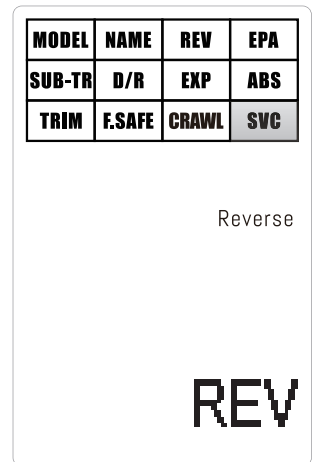 MODEL NAME REV EPA
SUB-TR D/R EXP ABS
TRIM F.SAFE CRAWL SVC
Reverse
REV